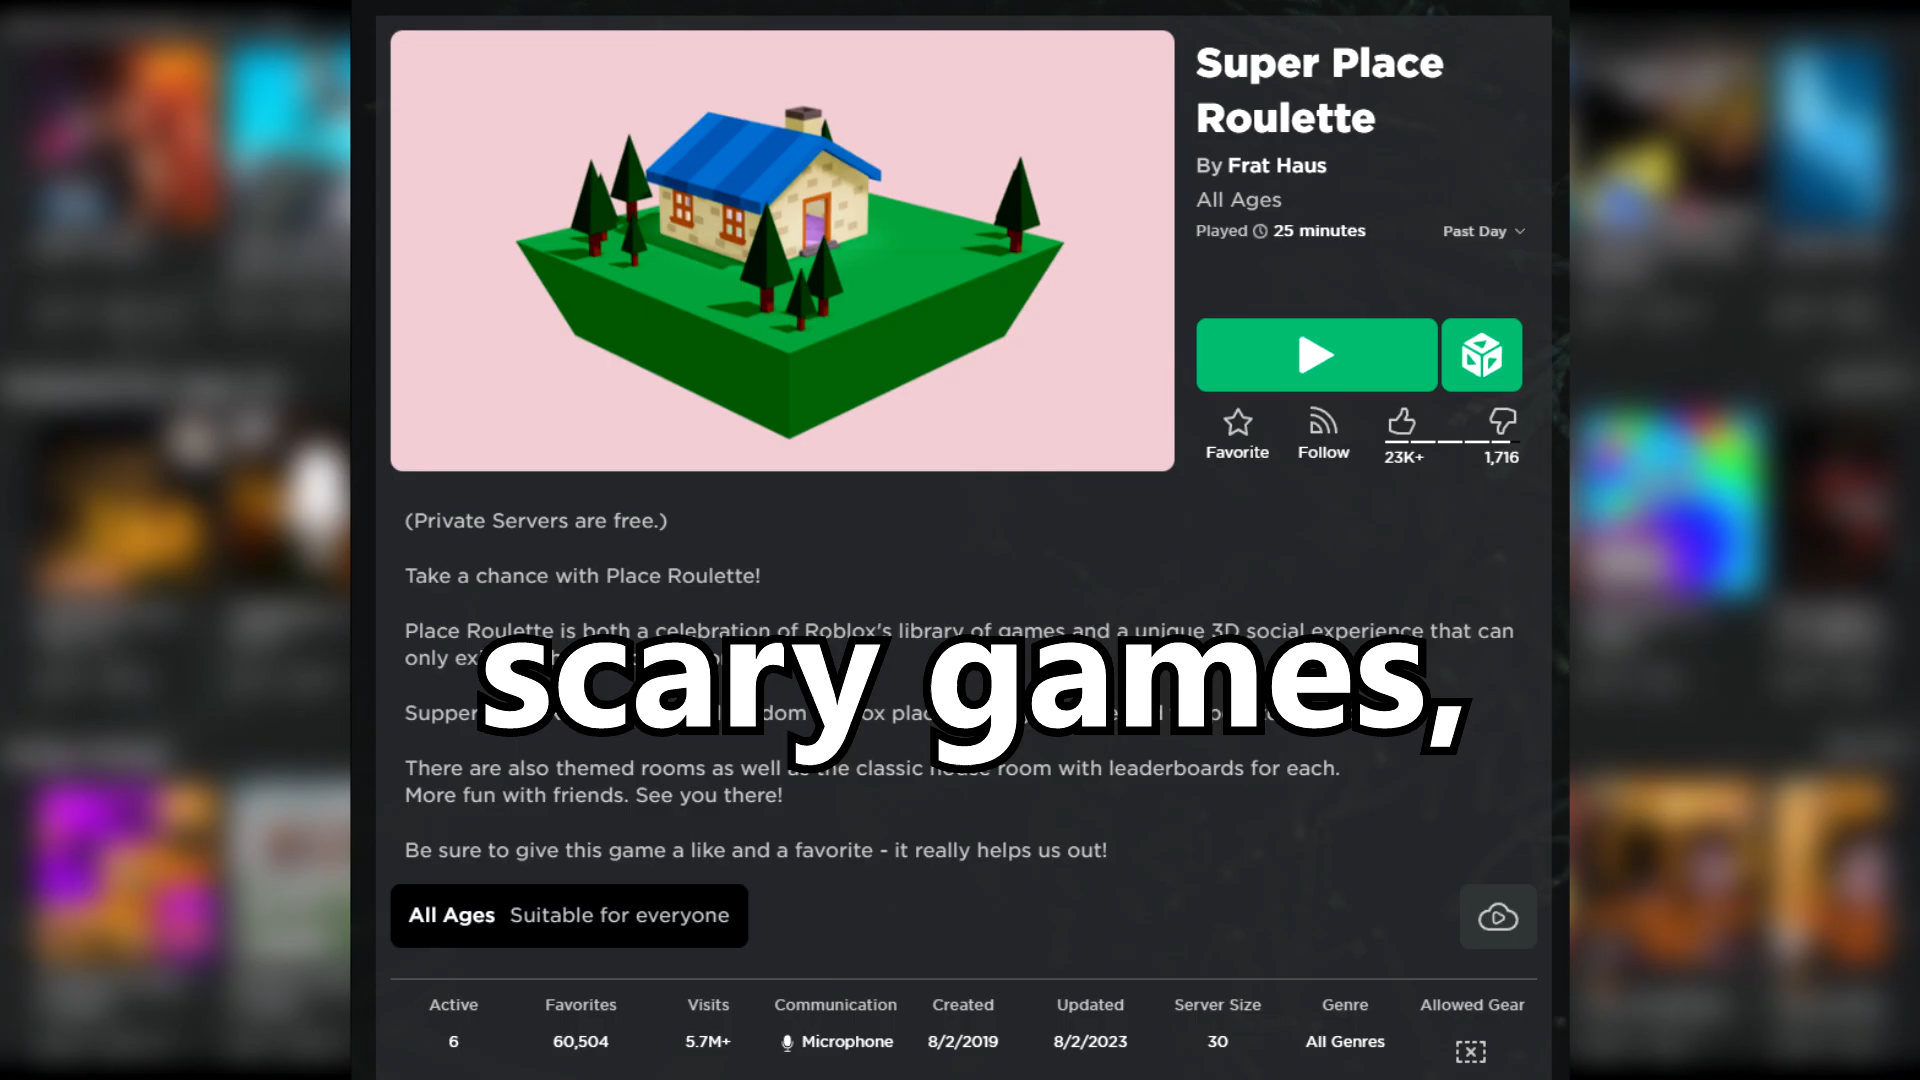 Super Place
Roulette
By Frat Haus
All Ages
Played 25 minutes
Past Day
Favorite
Follow
23K+
1,716
(Private Servers are free.)
Take a chance with Place Roulette!
Place Roulette is both a celebration of Roblox's library of games and a unique 3D social experience that can
only
scary games,
There are also themed rooms as well as the classic house room with leaderboards for each.
More fun with friends. See you there!
Be sure to give this game a like and a favorite - it really helps us out!
All Ages Suitable for everyone
Active Favorites Visits Communication Created Updated Server Size Genre Allowed Gear
6 60,504 5.7M+ Microphone 8/2/2019 8/2/2023 30 All Genres